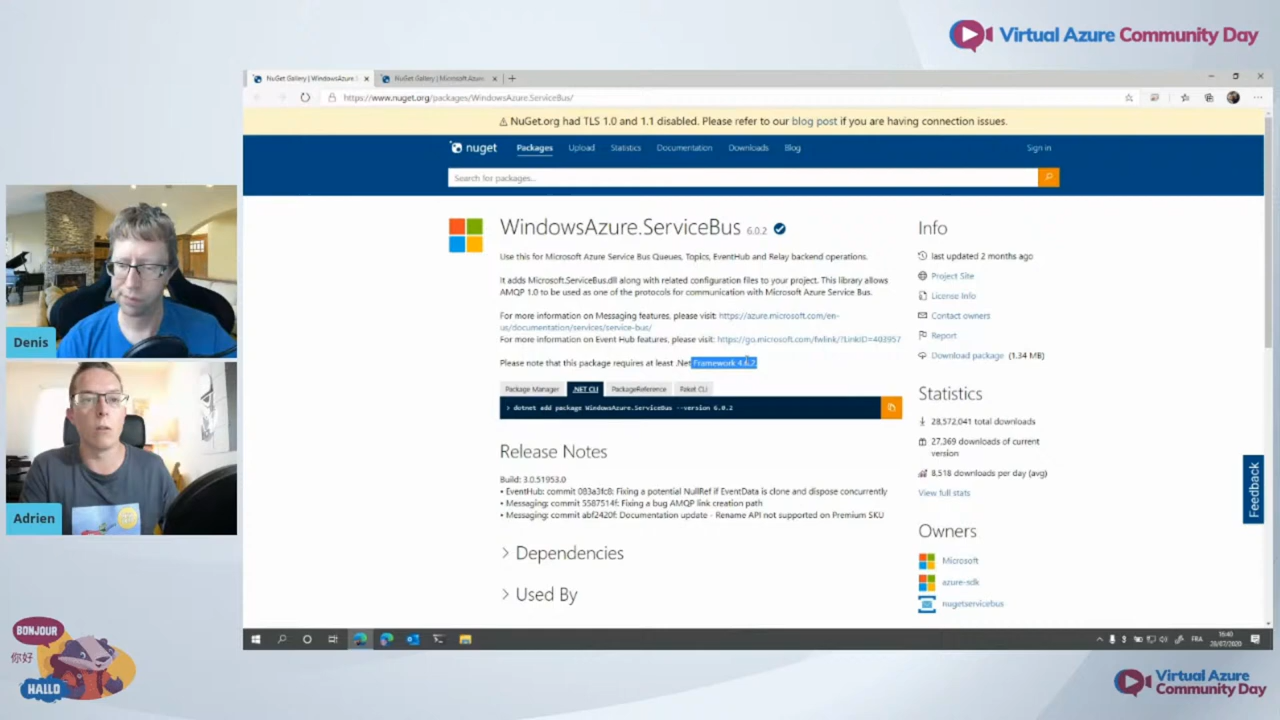 Virtual Azure Community Day
NuGet Gallery | WindowsAzure.S
NuGet Gallery | Microsoft.Azure.
https://www.nuget.org/packages/WindowsAzure.ServiceBus/
NuGet.org had TLS 1.0 and 1.1 disabled. Please refer to our blog post if you are having connection issues.
nuget Packages Upload Statistics Documentation Downloads Blog Sign in
Search for packages...
WindowsAzure.ServiceBus 6.0.2
Use this for Microsoft Azure Service Bus Queues, Topics, EventHub and Relay backend operations.
It adds Microsoft.ServiceBus.dll along with related configuration files to your project. This library allows
AMQP 1.0 to be used as one of the protocols for communication with Microsoft Azure Service Bus.
For more information on Messaging features, please visit: https://azure.microsoft.com/en-
us/documentation/services/service-bus/
For more information on Event Hub features, please visit: https://go.microsoft.com/fwlink/?LinkID=403957
Please note that this package requires at least .Net Framework 4.6.2
Package Manager .NET CLI PackageReference Paket CLI
> dotnet add package WindowsAzure.ServiceBus --version 6.0.2
Release Notes
Build: 3.0.51953.0
• EventHub: commit 083a3fc8: Fixing a potential NullRef if EventData is clone and dispose concurrently
• Messaging: commit 5587514f: Fixing a bug AMQP link creation path
• Messaging: commit abf2420f: Documentation update - Rename API not supported on Premium SKU
Dependencies
Used By
Info
last updated 2 months ago
Project Site
License Info
Contact owners
Report
Download package (1.34 MB)
Statistics
28,572,041 total downloads
27,369 downloads of current
version
8,518 downloads per day (avg)
View full stats
Owners
Microsoft
azure-sdk
nugetservicebus
Feedback
Denis
Adrien
FRA
16:40
28/07/2020
BONJOUR
你好
HALLO
Virtual Azure
Community Day